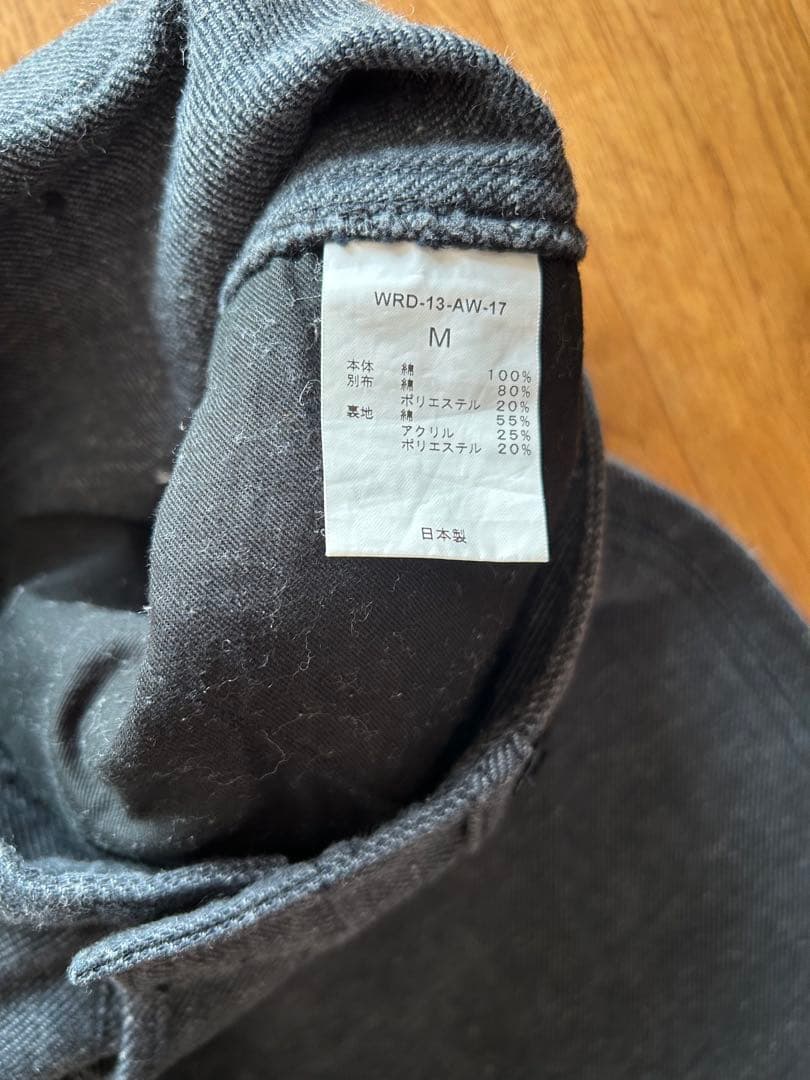 WRD-13-AW-17
M
本体 綿 100%
別布 綿 80%
ポリエステル 20%
裏地 綿 55%
アクリル 25%
ポリエステル 20%
日本製